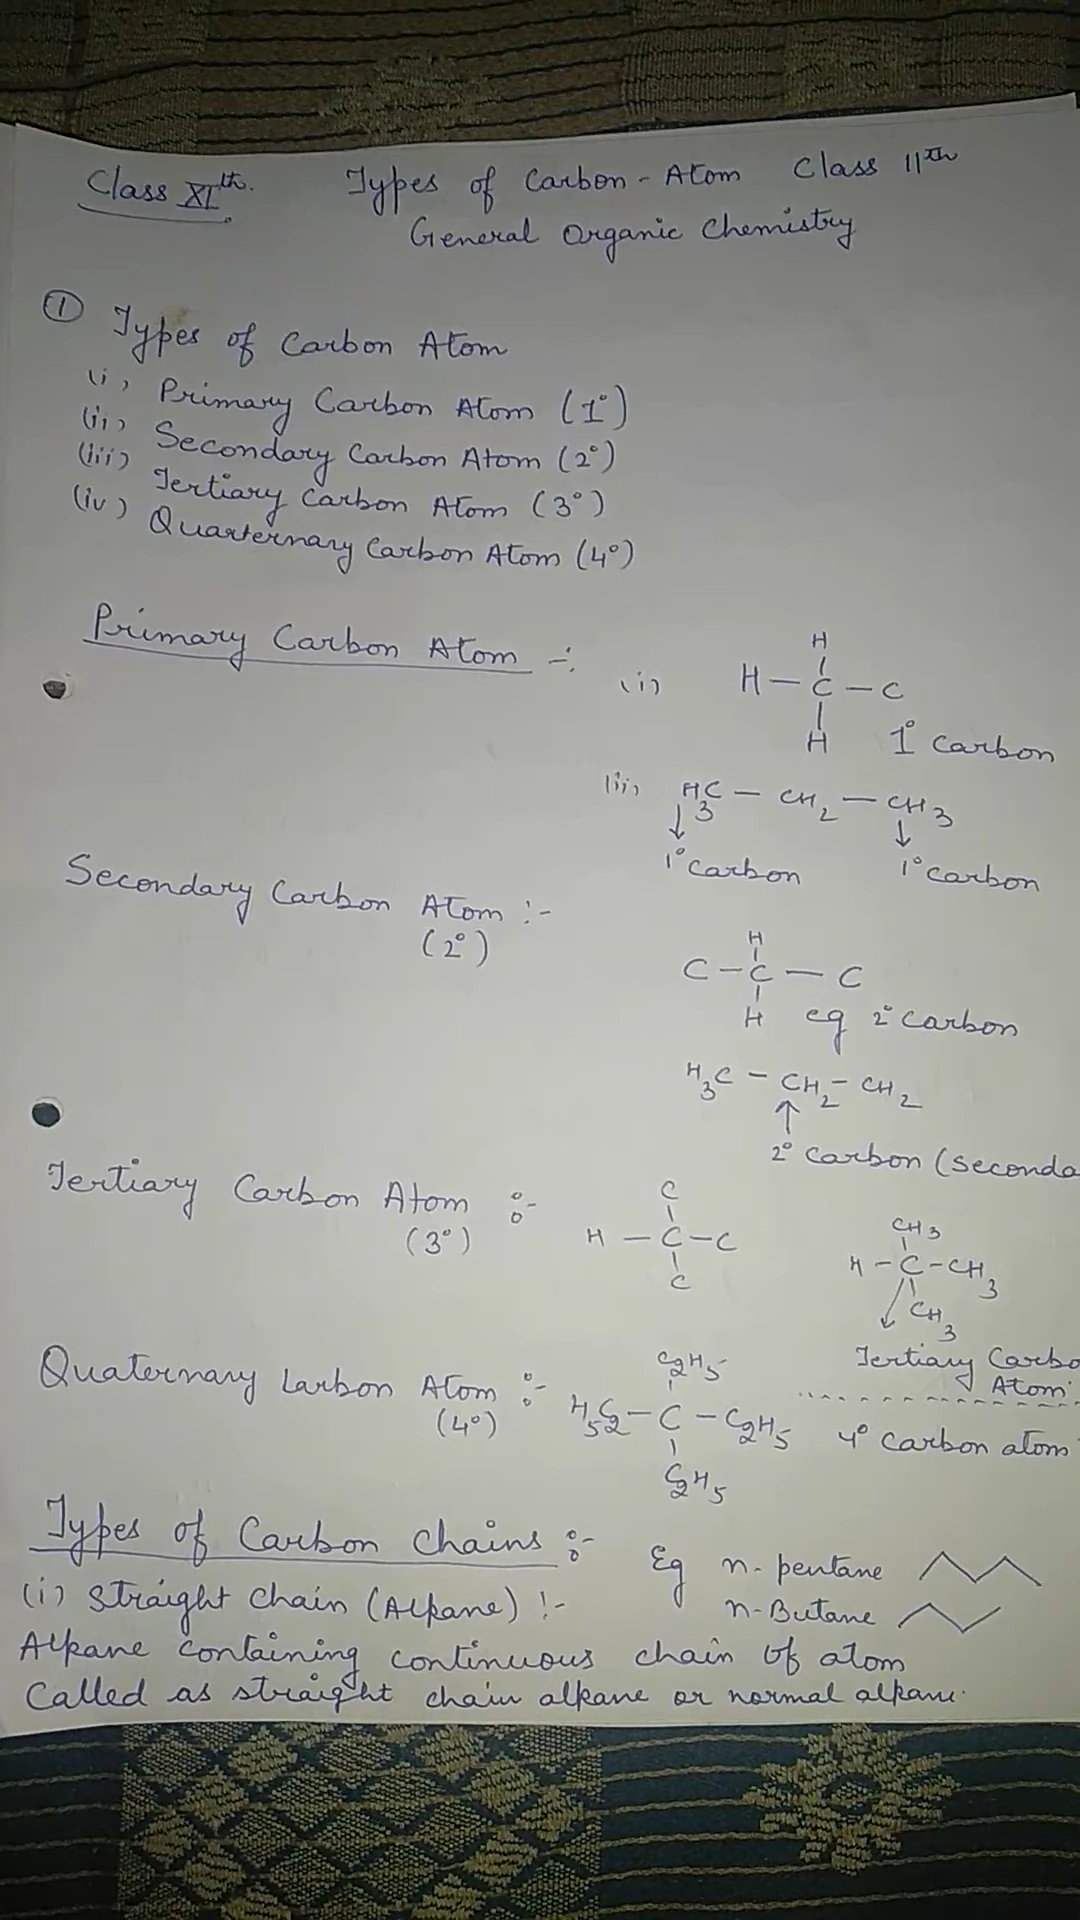 Class XIth. Types of Carbon-Atom Class 11th
General Organic Chemistry
① Types of Carbon Atom
(i) Primary Carbon Atom (1°)
(ii) Secondary Carbon Atom (2°)
(iii) Tertiary Carbon Atom (3°)
(iv) Quarternary Carbon Atom (4°)
Primary Carbon Atom :-
H
(i) H - C - C
H 1° Carbon
(ii) H3C - CH2 - CH3
1° Carbon 1° Carbon
Secondary Carbon Atom :-
(2°)
H
C - C - C
H eg 2° Carbon
H3C - CH2 - CH2
2° Carbon (Seconda
Tertiary Carbon Atom :-
(3°)
C
H - C - C
C
CH3
H - C - CH3
CH3
Tertiary Carbo
Atom
Quaternary Carbon Atom :-
(4°)
C2H5
H5C2 - C - C2H5 4° Carbon atom
C2H5
Types of Carbon Chains :-
Eg n-pentane
(i) Straight Chain (Alkane) :-
n-Butane
Alkane containing continuous chain of atom
Called as straight chain alkane or normal alkane.